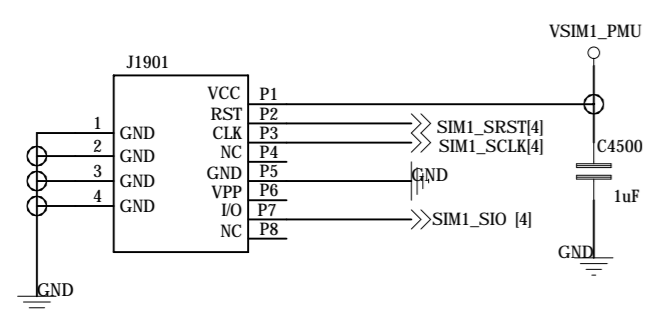 VSIM1_PMU
J1901
VCC P1
RST P2
SIM1_SRST[4]
1 GND CLK P3
SIM1_SCLK[4]
C4500
2 GND NC P4
3 GND GND P5 GND
VPP P6
1uF
4 GND I/O P7 SIM1_SIO [4]
NC P8
GND
GND